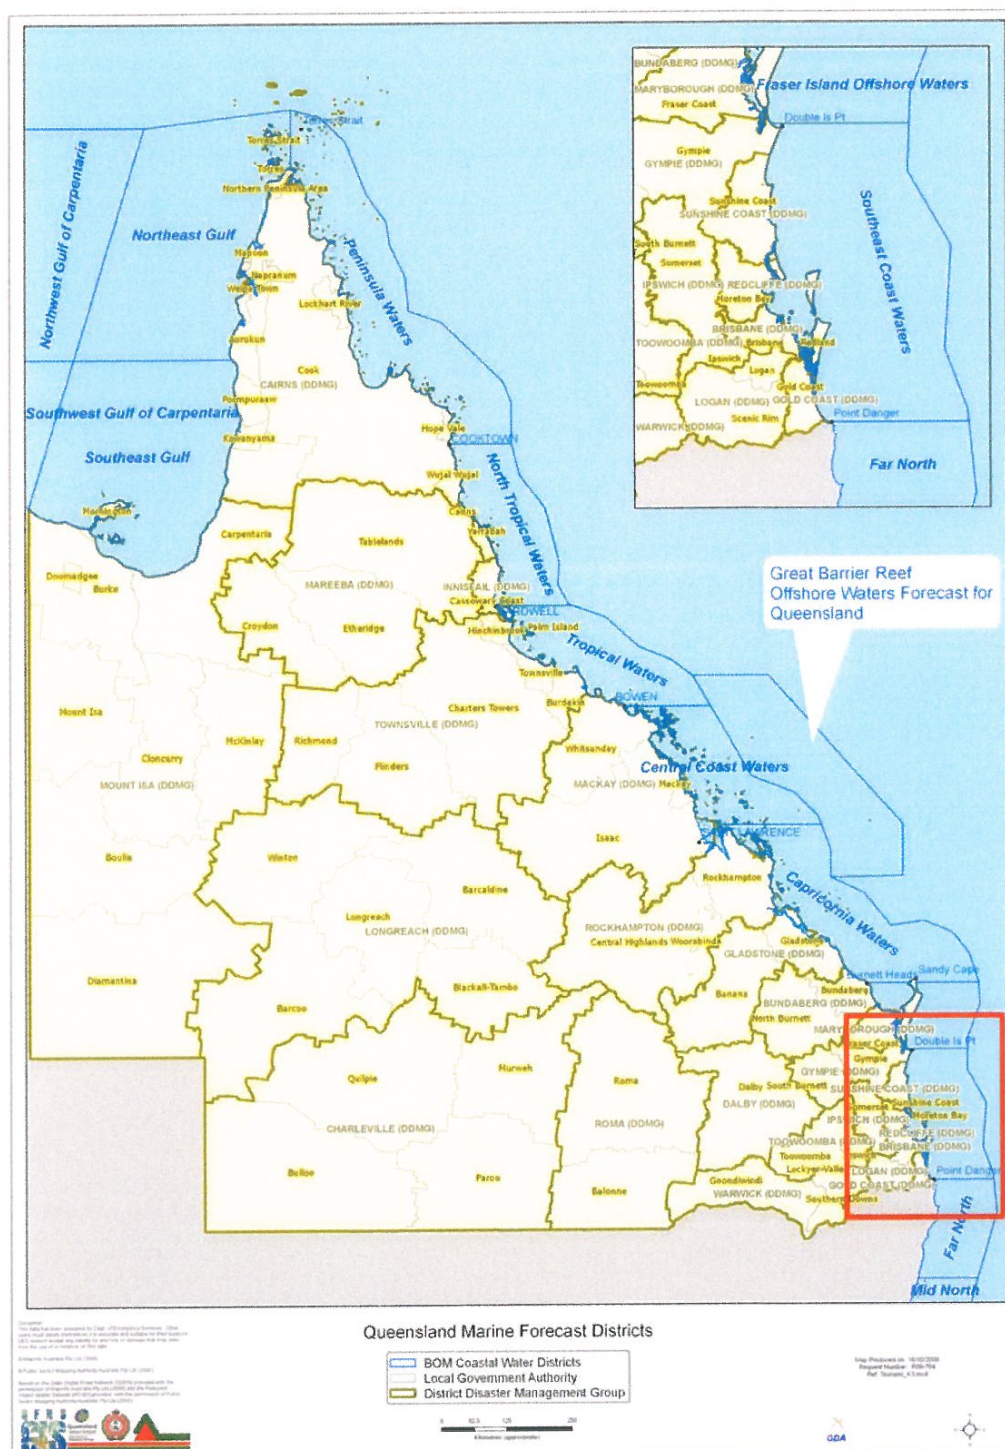 Torres Strait
Torres Strait
Torres
Northern Peninsula Area
Northwest Gulf of Carpentaria
Northeast Gulf
Peninsula Waters
Mapoon
Napranum
Weipa Town
Lockhart River
Aurukun
Cook
CAIRNS (DDMG)
Pormpuraaw
Southwest Gulf of Carpentaria
Kowanyama
Southeast Gulf
Hope Vale
COOKTOWN
Wujal Wujal
North Tropical Waters
Mornington
Cairns
Yarrabah
Carpentaria
Tablelands
Doomadgee
Burke
MAREEBA (DDMG)
INNISFAIL (DDMG)
Cassowary Coast
Croydon
Etheridge
Hinchinbrook
Palm Island
Tropical Waters
Townsville
BOWEN
Burdekin
Mount Isa
Charters Towers
TOWNSVILLE (DDMG)
McKinlay
Richmond
Whitsunday
Cloncurry
Flinders
Central Coast Waters
MOUNT ISA (DDMG)
MACKAY (DDMG)
Mackay
Isaac
Boulia
Winton
Rockhampton
Barcaldine
Capricornia Waters
Longreach
LONGREACH (DDMG)
ROCKHAMPTON (DDMG)
Central Highlands
Woorabinda
Gladstone
GLADSTONE (DDMG)
Diamantina
Blackall-Tambo
Barcoo
Banana
Burnett Heads
Sandy Cape
Bundaberg
BUNDABERG (DDMG)
North Burnett
MARYBOROUGH (DDMG)
Fraser Coast
Double Is Pt
Gympie
GYMPIE (DDMG)
Quilpie
Murweh
Roma
Dalby
South Burnett
SUNSHINE COAST (DDMG)
Somerset
Sunshine Coast
DALBY (DDMG)
Moreton Bay
IPSWICH (DDMG)
CHARLEVILLE (DDMG)
ROMA (DDMG)
REDCLIFFE (DDMG)
TOOWOOMBA (DDMG)
BRISBANE (DDMG)
Toowoomba
Ipswich
Bulloo
Paroo
Balonne
Lockyer Valley
LOGAN (DDMG)
Point Danger
Goondiwindi
GOLD COAST (DDMG)
WARWICK (DDMG)
Southern Downs
Far North
Mid North
BUNDABERG (DDMG)
Fraser Island Offshore Waters
MARYBOROUGH (DDMG)
Fraser Coast
Double Is Pt
Gympie
GYMPIE (DDMG)
Sunshine Coast
SUNSHINE COAST (DDMG)
Southeast Coast Waters
South Burnett
Somerset
IPSWICH (DDMG)
REDCLIFFE (DDMG)
Moreton Bay
BRISBANE (DDMG)
TOOWOOMBA (DDMG)
Brisbane
Redland
Ipswich
Logan
Toowoomba
Gold Coast
LOGAN (DDMG)
GOLD COAST (DDMG)
Scenic Rim
Point Danger
WARWICK (DDMG)
Far North
Great Barrier Reef
Offshore Waters Forecast for
Queensland
Queensland Marine Forecast Districts
BOM Coastal Water Districts
Local Government Authority
District Disaster Management Group
Kilometres (approximate)
GDA